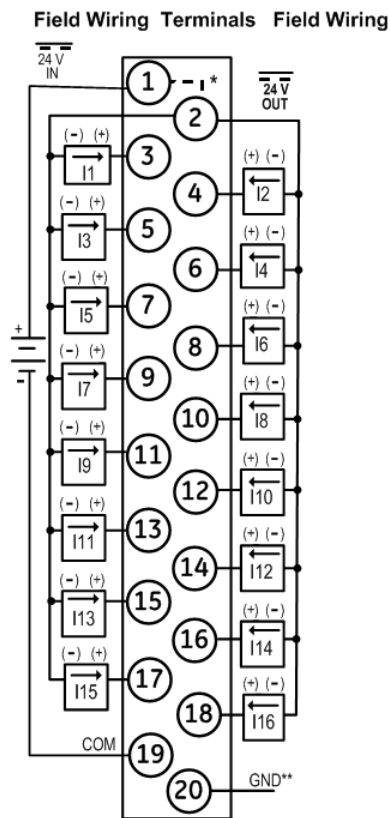 Field Wiring Terminals Field Wiring
24 V
IN
1
*
24 V
OUT
2
(-) (+)
I1
3
(+) (-)
I2
4
(-) (+)
I3
5
(+) (-)
I4
6
(-) (+)
I5
7
(+) (-)
I6
8
+
-
(-) (+)
I7
9
(+) (-)
I8
10
(-) (+)
I9
11
(+) (-)
I10
12
(-) (+)
I11
13
(+) (-)
I12
14
(-) (+)
I13
15
(+) (-)
I14
16
(-) (+)
I15
17
(+) (-)
I16
18
COM
19
20
GND**